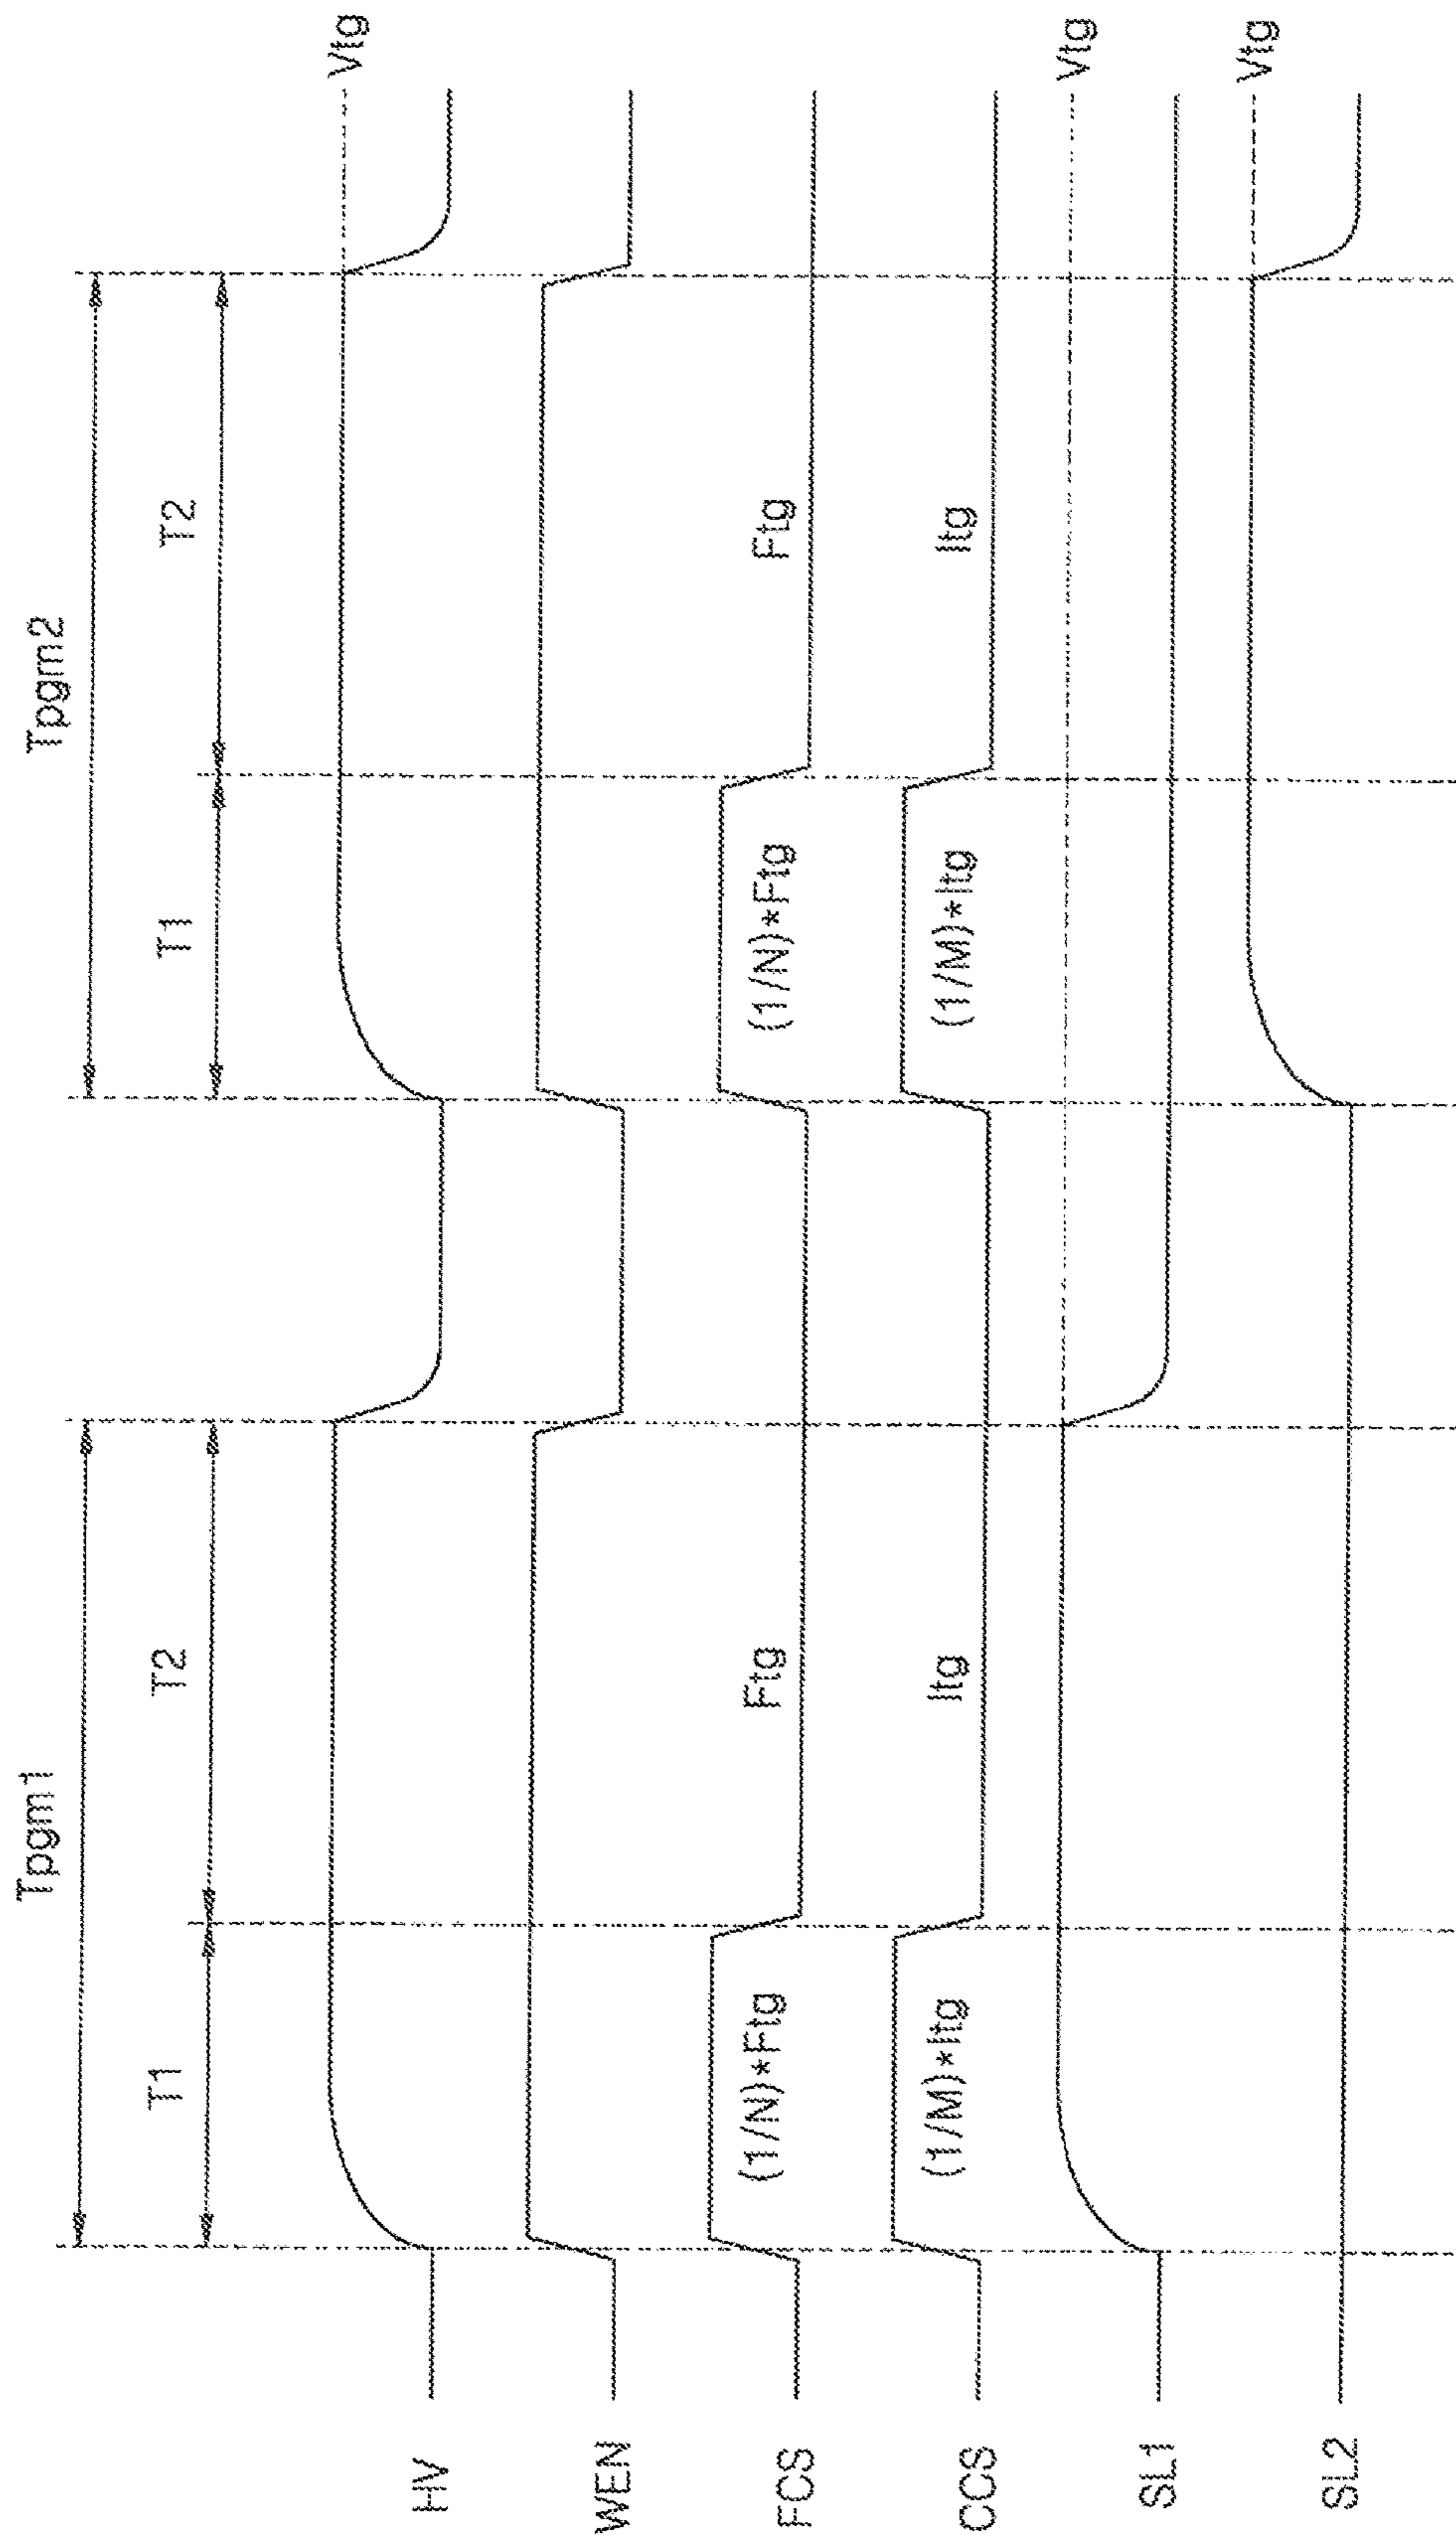 Tpgm1 Tpgm2
T1 T2 T1 T2
HV Vtg
WEN
FCS (1/N)*Ftg Ftg (1/N)*Ftg Ftg
CCS (1/M)*Itg Itg (1/M)*Itg Itg
SL1 Vtg
SL2 Vtg